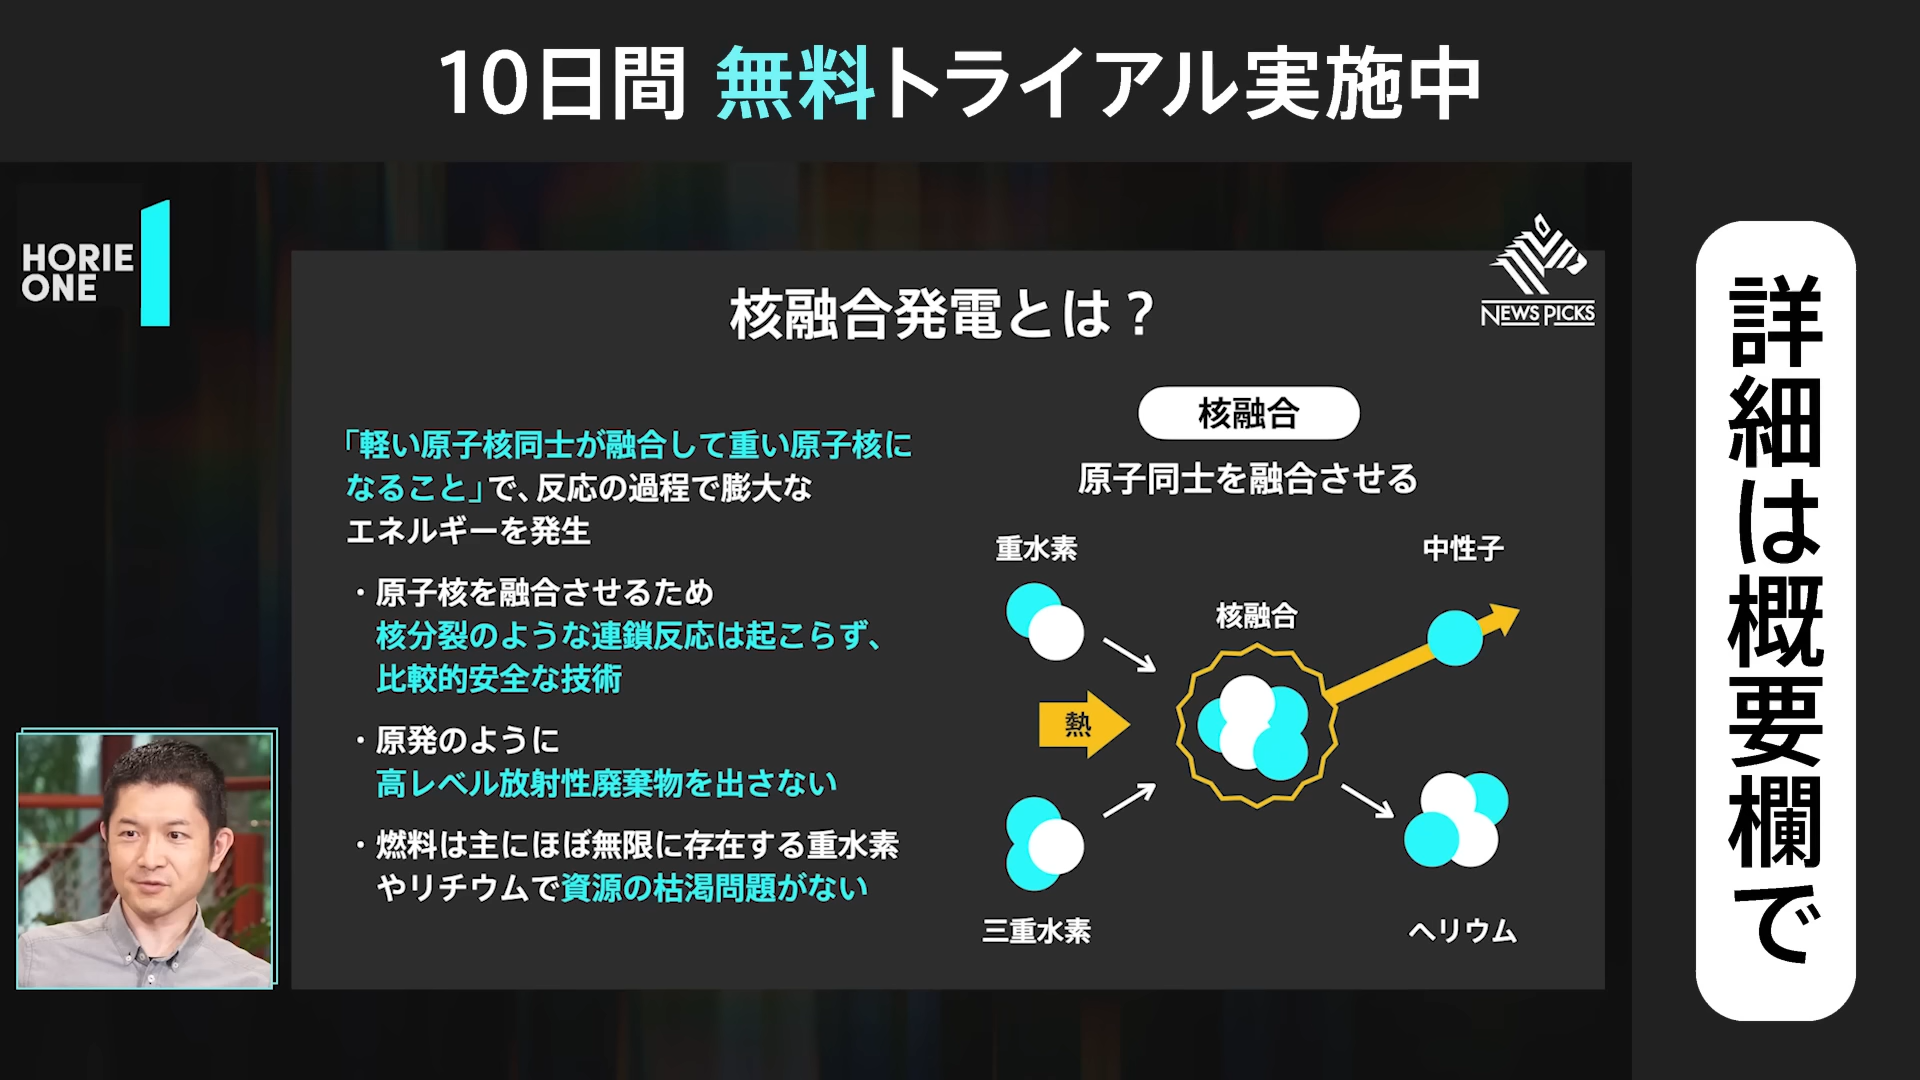 10日間 無料トライアル実施中
HORIE
ONE
1
NEWSPICKS
核融合発電とは？
「軽い原子核同士が融合して重い原子核に
なること」で、反応の過程で膨大な
エネルギーを発生
・原子核を融合させるため
核分裂のような連鎖反応は起こらず、
比較的安全な技術
・原発のように
高レベル放射性廃棄物を出さない
・燃料は主にほぼ無限に存在する重水素
やリチウムで資源の枯渇問題がない
核融合
原子同士を融合させる
重水素
中性子
核融合
熱
三重水素
ヘリウム
詳細は概要欄で